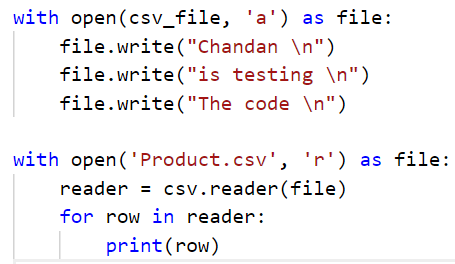 with open(csv_file, 'a') as file:
    file.write("Chandan \n")
    file.write("is testing \n")
    file.write("The code \n")

with open('Product.csv', 'r') as file:
    reader = csv.reader(file)
    for row in reader:
        print(row)